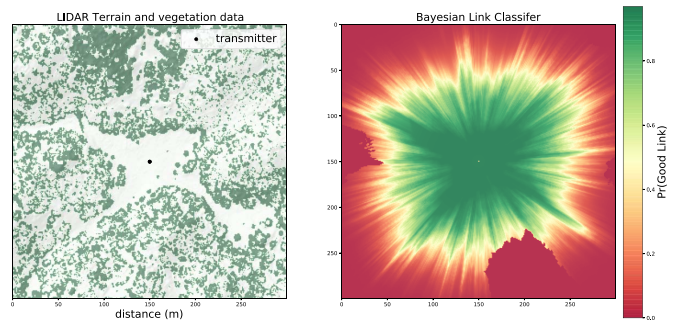 LIDAR Terrain and vegetation data
transmitter
0 50 100 150 200 250
distance (m)
Bayesian Link Classifer
0
50
100
150
200
250
0 50 100 150 200 250
0.8
0.6
0.4
0.2
0.0
Pr(Good Link)